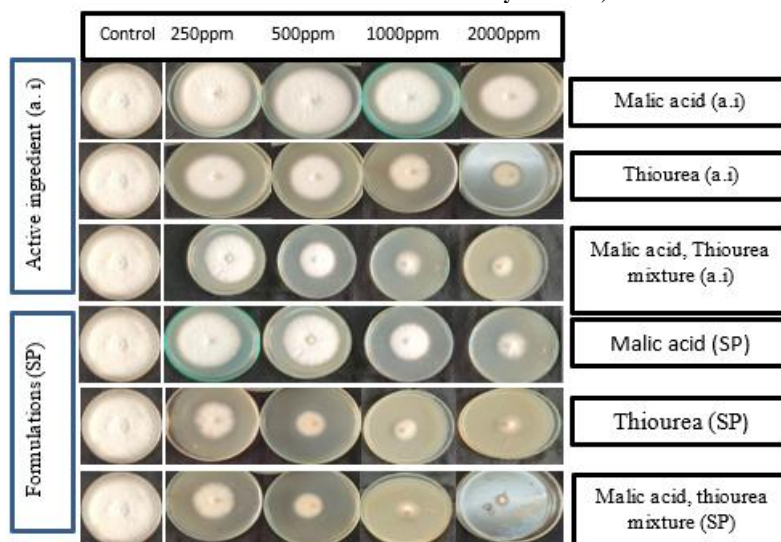 Control 250ppm 500ppm 1000ppm 2000ppm
Active ingredient (a.i)
Malic acid (a.i)
Thiourea (a.i)
Malic acid, Thiourea
mixture (a.i)
Formulations (SP)
Malic acid (SP)
Thiourea (SP)
Malic acid, thiourea
mixture (SP)